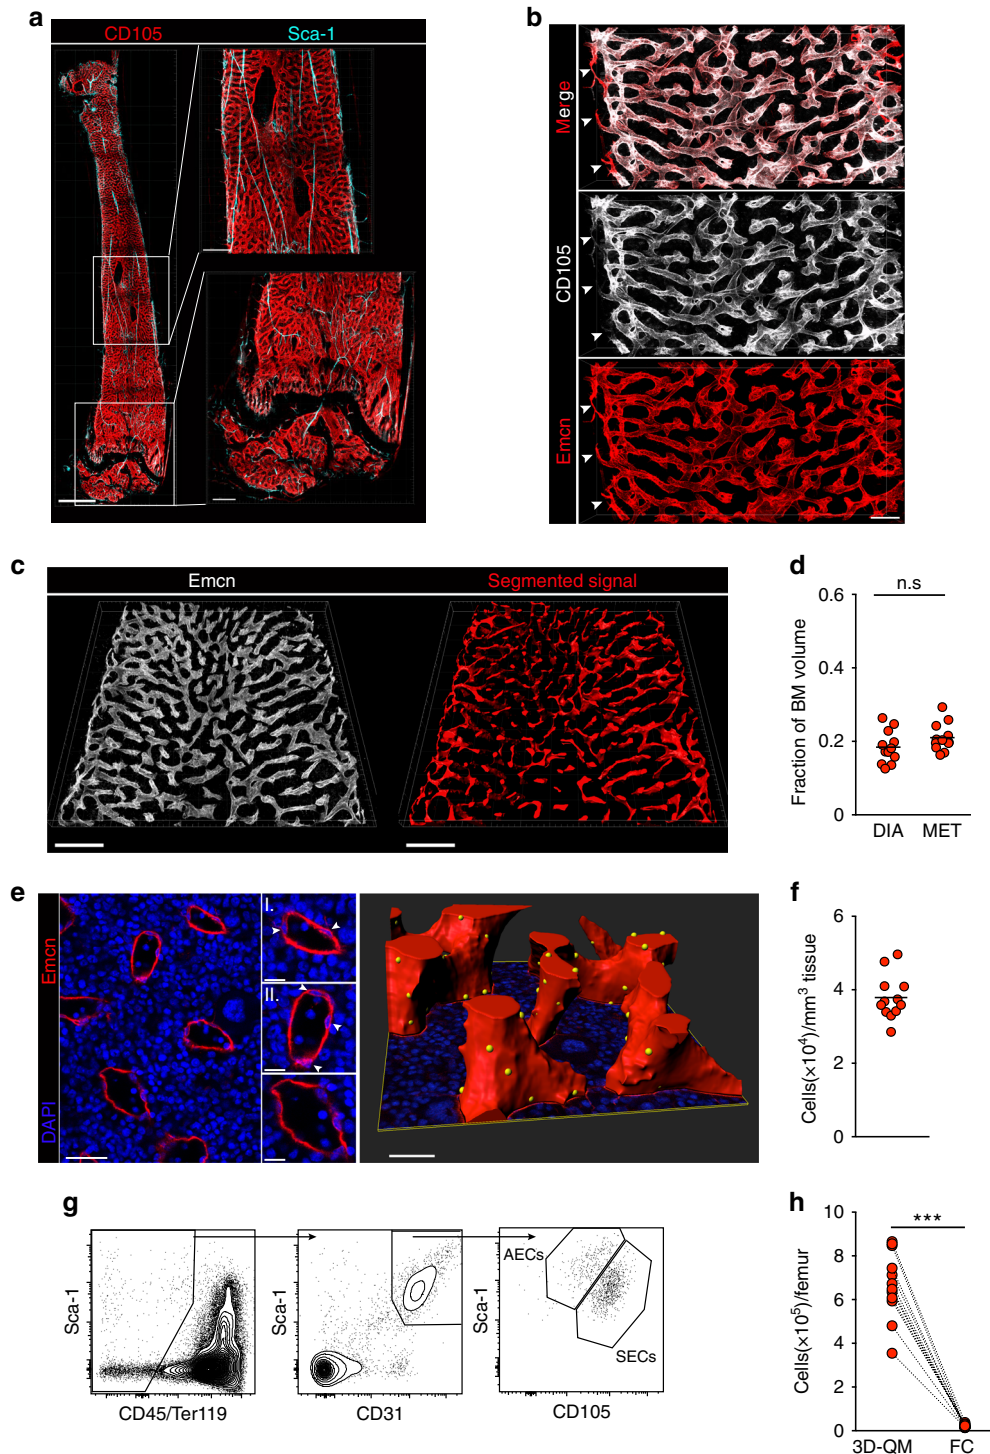 a
CD105
Sca-1
b
Merge
CD105
Emcn
c
Emcn
Segmented signal
d
n.s
0.6
0.4
0.2
0
Fraction of BM volume
DIA MET
e
Emcn
DAPI
I.
II.
f
6
4
2
0
Cells(×10⁴)/mm³ tissue
g
Sca-1
CD45/Ter119
Sca-1
CD31
AECs
SECs
Sca-1
CD105
h
***
10
9
8
6
4
2
0
Cells(×10⁵)/femur
3D-QM FC